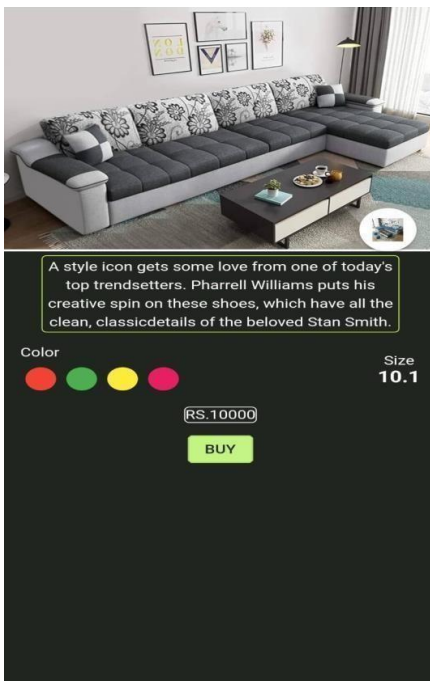 LON
DON
A style icon gets some love from one of today's
top trendsetters. Pharrell Williams puts his
creative spin on these shoes, which have all the
clean, classicdetails of the beloved Stan Smith.
Color
Size
10.1
RS.10000
BUY